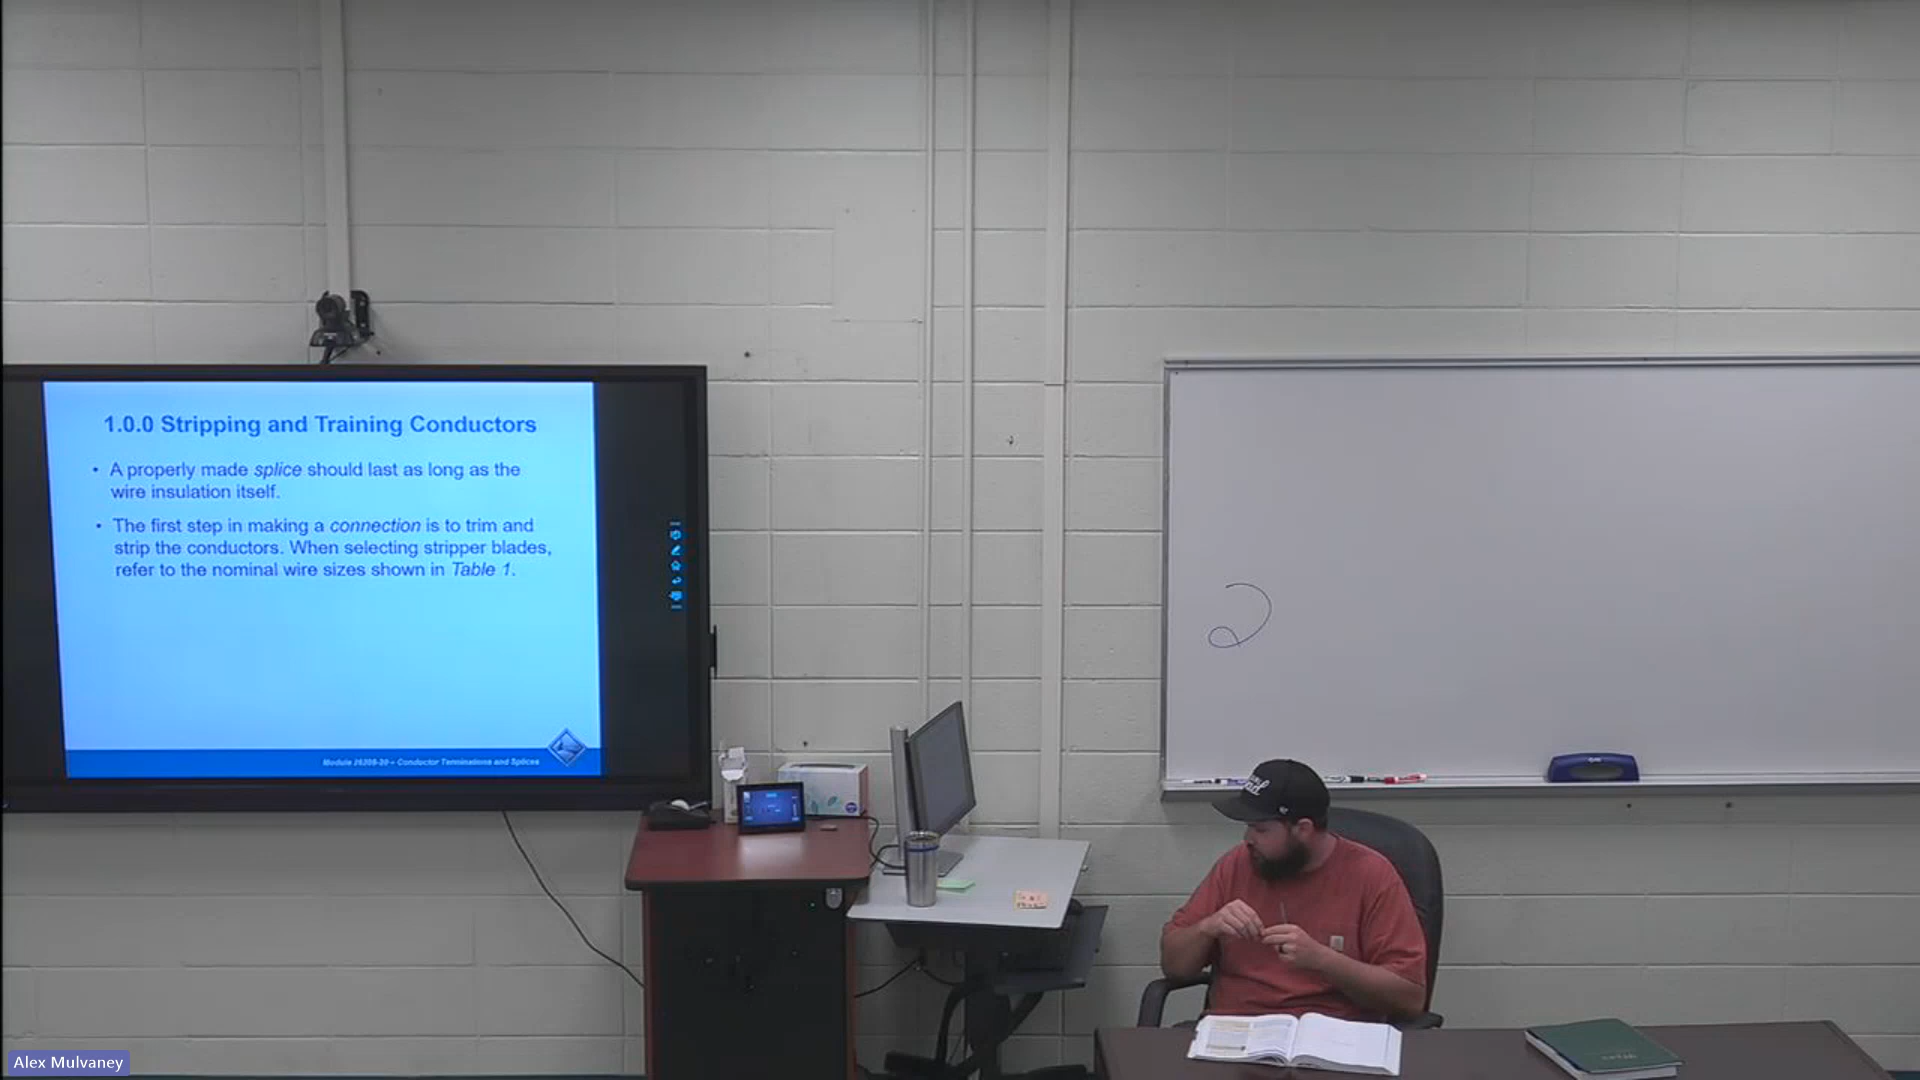 1.0.0 Stripping and Training Conductors
• A properly made splice should last as long as the
wire insulation itself.
• The first step in making a connection is to trim and
strip the conductors. When selecting stripper blades,
refer to the nominal wire sizes shown in Table 1.
Module 26208-20 – Conductor Terminations and Splices
2
Alex Mulvaney